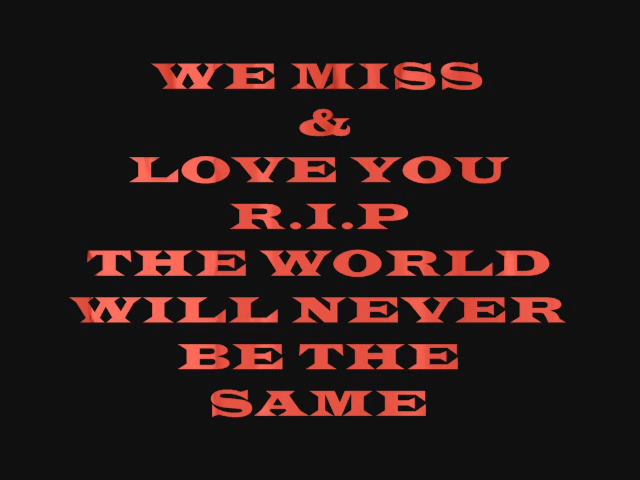 WE MISS
&
LOVE YOU
R.I.P
THE WORLD
WILL NEVER
BE THE
SAME